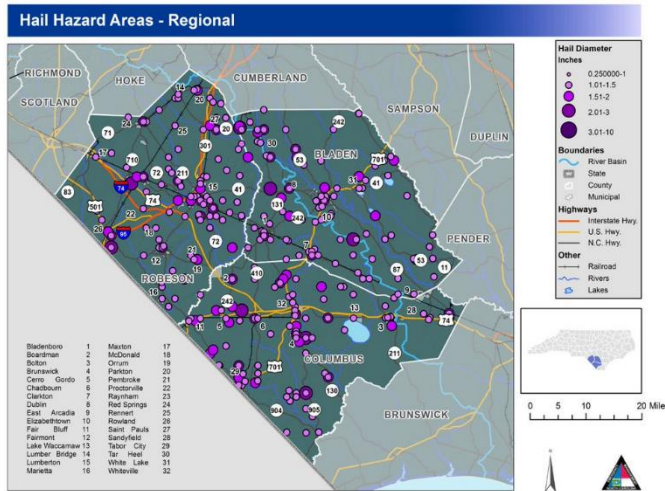 Hail Hazard Areas - Regional
RICHMOND
HOKE
CUMBERLAND
SCOTLAND
SAMPSON
DUPLIN
BLADEN
PENDER
ROBESON
COLUMBUS
BRUNSWICK
Bladenboro 1
Boardman 2
Bolton 3
Brunswick 4
Cerro Gordo 5
Chadbourn 6
Clarkton 7
Dublin 8
East Arcadia 9
Elizabethtown 10
Fair Bluff 11
Fairmont 12
Lake Waccamaw 13
Lumber Bridge 14
Lumberton 15
Marietta 16
Maxton 17
McDonald 18
Orrum 19
Parkton 20
Pembroke 21
Proctorville 22
Raynham 23
Red Springs 24
Rennert 25
Rowland 26
Saint Pauls 27
Sandyfield 28
Tabor City 29
Tar Heel 30
White Lake 31
Whiteville 32
Hail Diameter
Inches
0.250000-1
1.01-1.5
1.51-2
2.01-3
3.01-10
Boundaries
River Basin
State
County
Municipal
Highways
Interstate Hwy.
U.S. Hwy.
N.C. Hwy.
Other
Railroad
Rivers
Lakes
0 5 10 20 Mile